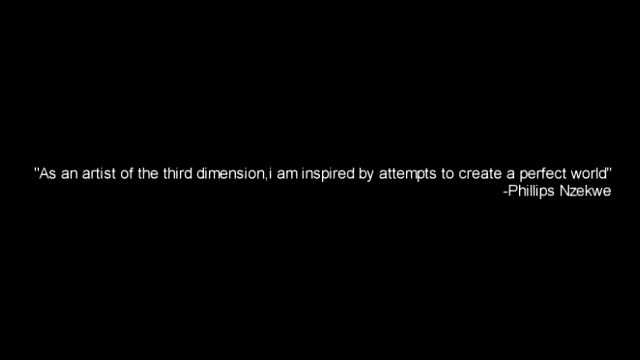 "As an artist of the third dimension,i am inspired by attempts to create a perfect world"
-Phillips Nzekwe